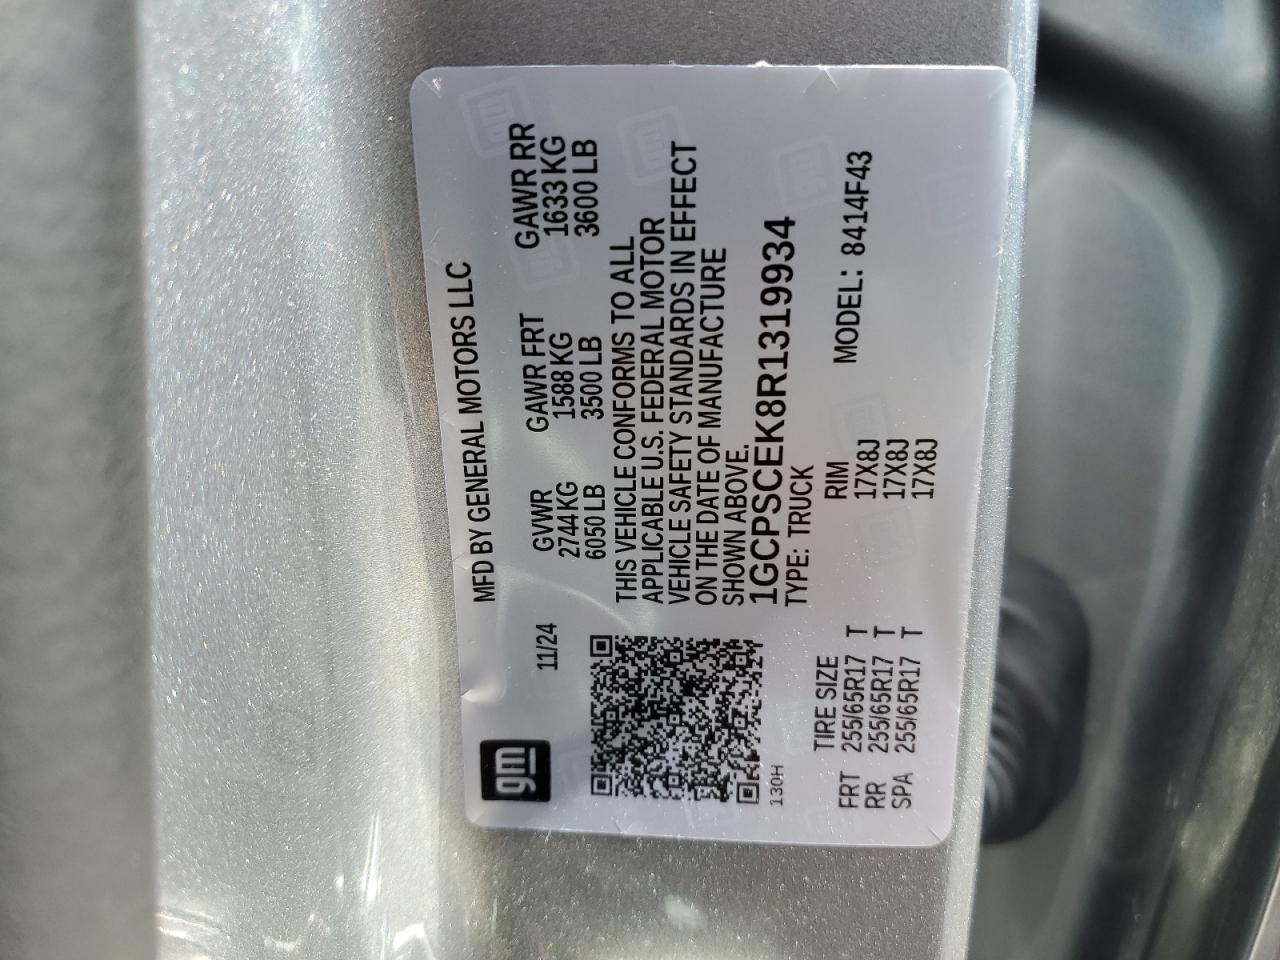 gm
MFD BY GENERAL MOTORS LLC
11/24
GVWR GAWR FRT GAWR RR
2744 KG 1588 KG 1633 KG
6050 LB 3500 LB 3600 LB
THIS VEHICLE CONFORMS TO ALL
APPLICABLE U.S. FEDERAL MOTOR
VEHICLE SAFETY STANDARDS IN EFFECT
ON THE DATE OF MANUFACTURE
SHOWN ABOVE.
1GCPSCEK8R1319934
130H
TYPE: TRUCK
TIRE SIZE RIM MODEL: 8414F43
FRT 255/65R17 T 17X8J
RR 255/65R17 T 17X8J
SPA 255/65R17 T 17X8J